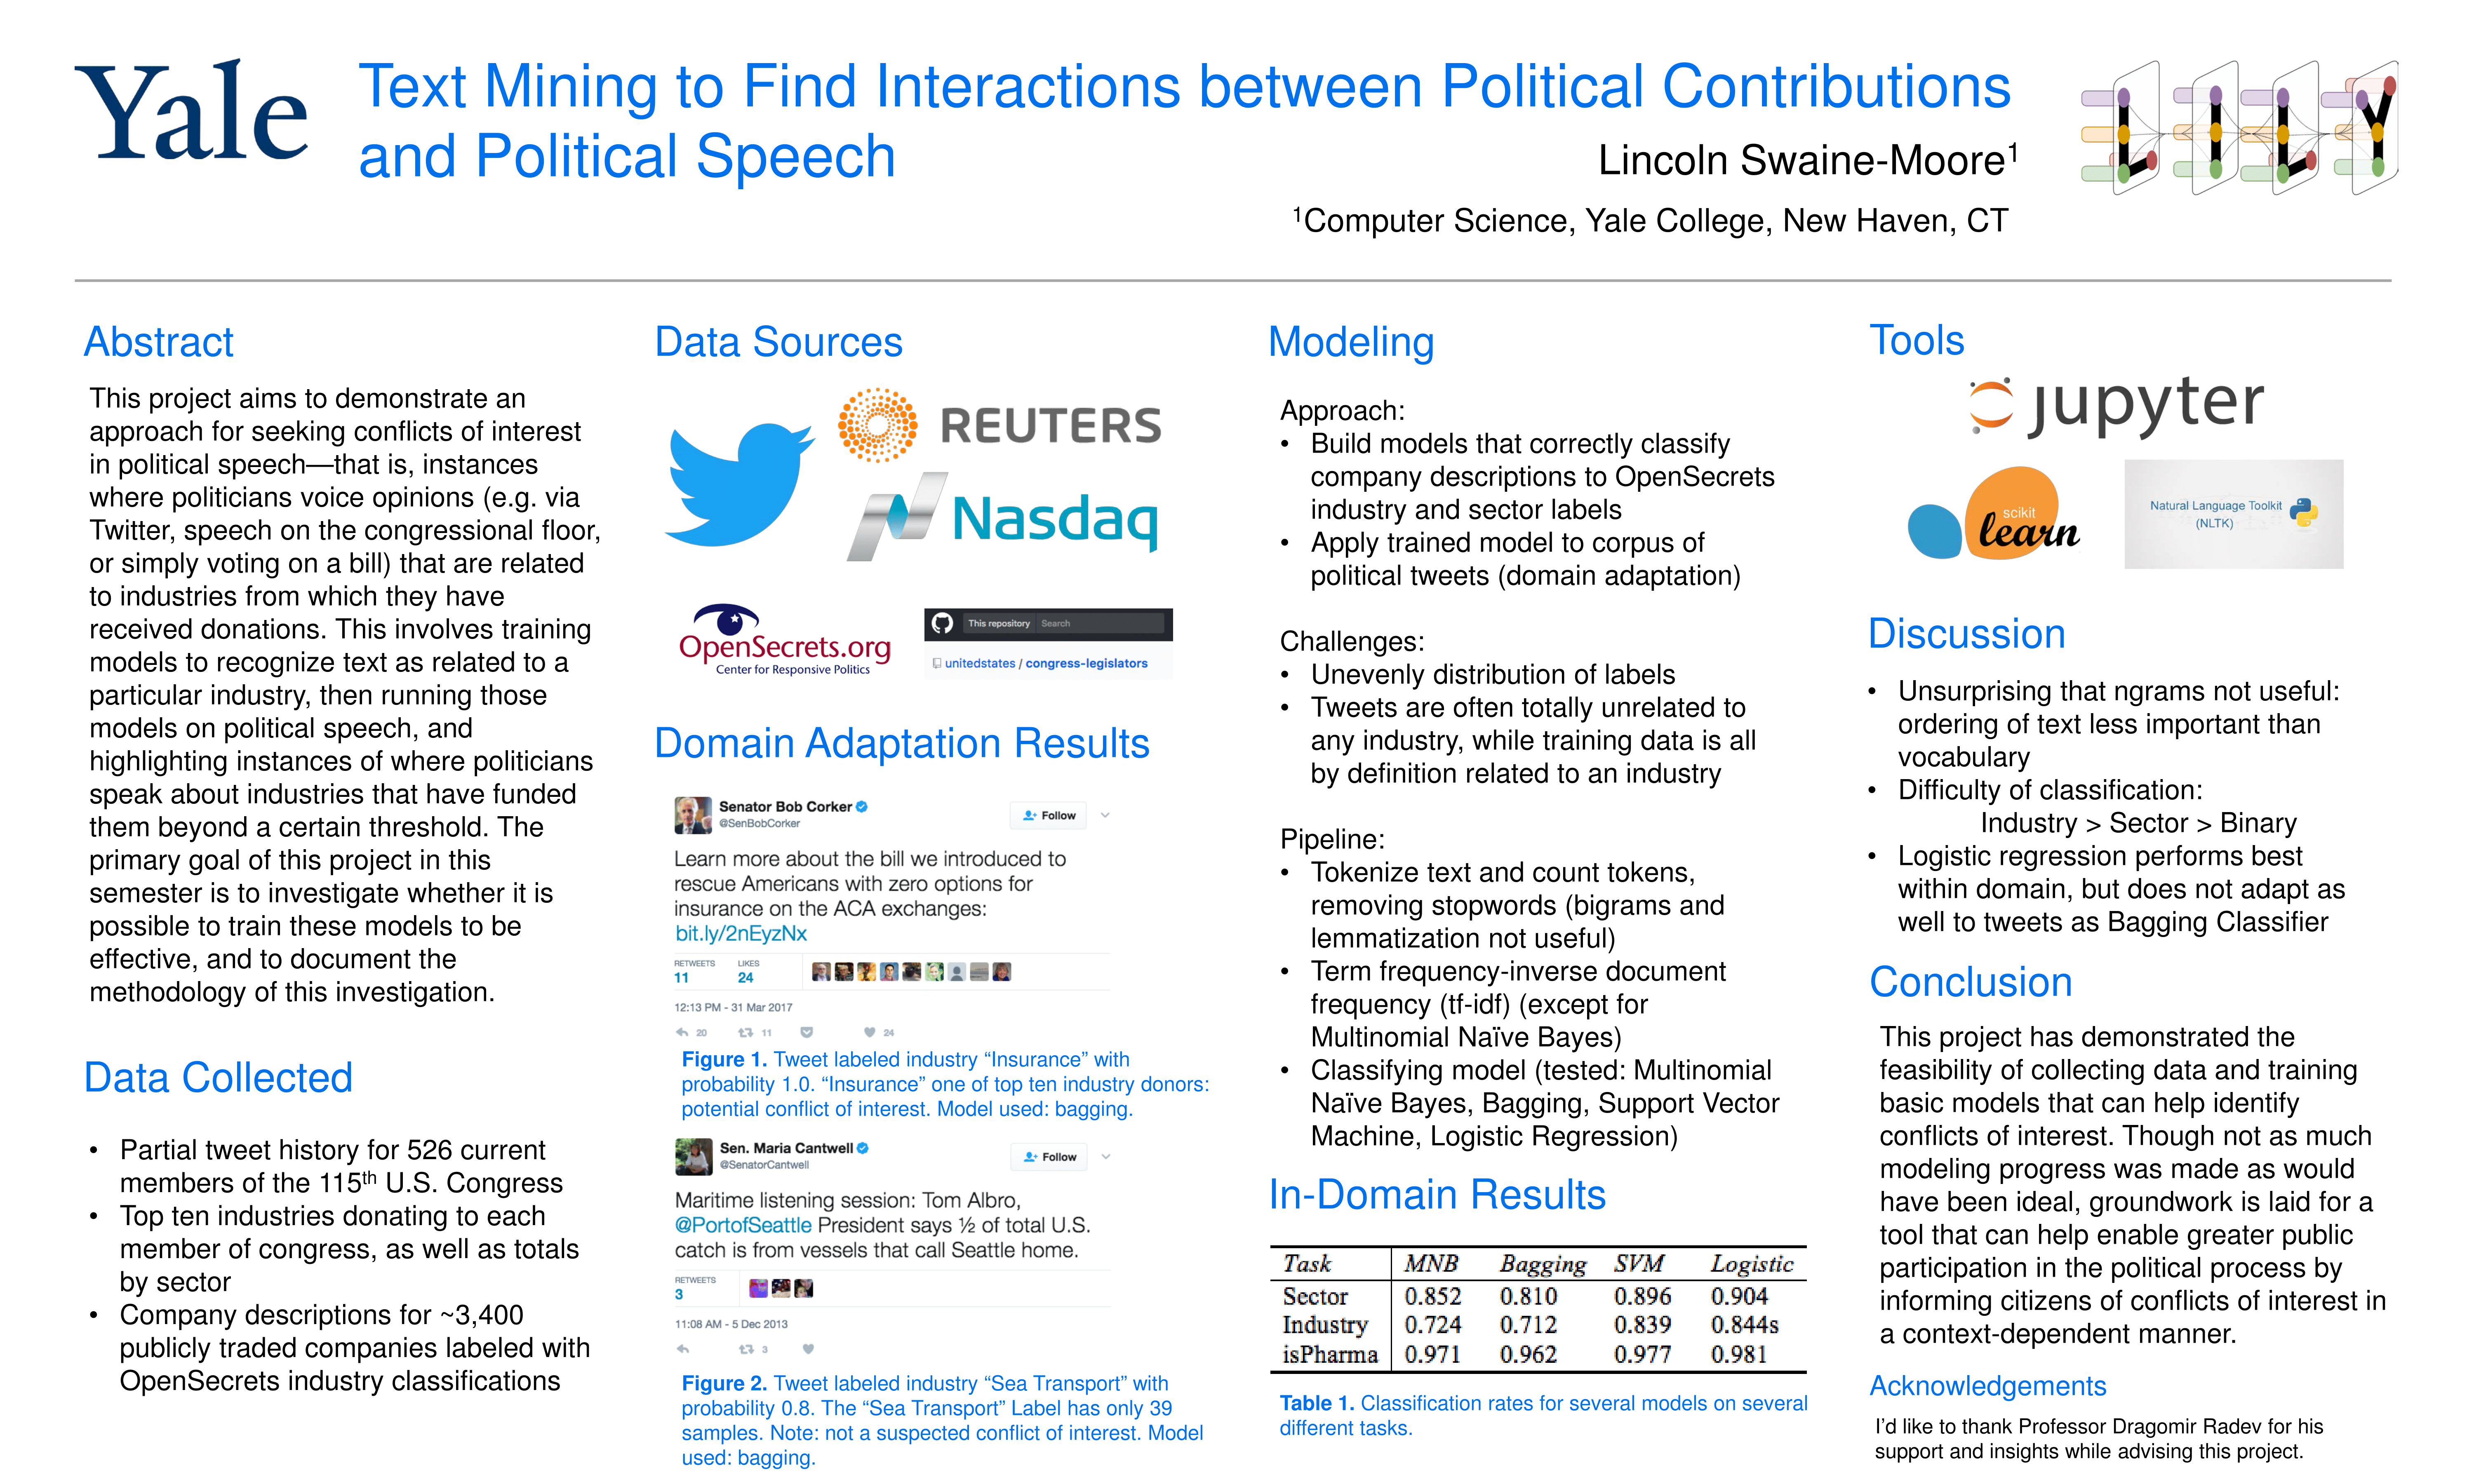 Yale
Text Mining to Find Interactions between Political Contributions
and Political Speech
Lincoln Swaine-Moore¹
¹Computer Science, Yale College, New Haven, CT
Abstract
This project aims to demonstrate an
approach for seeking conflicts of interest
in political speech—that is, instances
where politicians voice opinions (e.g. via
Twitter, speech on the congressional floor,
or simply voting on a bill) that are related
to industries from which they have
received donations. This involves training
models to recognize text as related to a
particular industry, then running those
models on political speech, and
highlighting instances of where politicians
speak about industries that have funded
them beyond a certain threshold. The
primary goal of this project in this
semester is to investigate whether it is
possible to train these models to be
effective, and to document the
methodology of this investigation.
Data Collected
• Partial tweet history for 526 current
members of the 115th U.S. Congress
• Top ten industries donating to each
member of congress, as well as totals
by sector
• Company descriptions for ~3,400
publicly traded companies labeled with
OpenSecrets industry classifications
Data Sources
REUTERS
Nasdaq
OpenSecrets.org
Center for Responsive Politics
This repository Search
unitedstates / congress-legislators
Domain Adaptation Results
Senator Bob Corker
@SenBobCorker
Follow
Learn more about the bill we introduced to
rescue Americans with zero options for
insurance on the ACA exchanges:
bit.ly/2nEyzNx
RETWEETS LIKES
11 24
12:13 PM - 31 Mar 2017
20 11 24
Figure 1. Tweet labeled industry “Insurance” with
probability 1.0. “Insurance” one of top ten industry donors:
potential conflict of interest. Model used: bagging.
Sen. Maria Cantwell
@SenatorCantwell
Follow
Maritime listening session: Tom Albro,
@PortofSeattle President says ½ of total U.S.
catch is from vessels that call Seattle home.
RETWEETS
3
11:08 AM - 5 Dec 2013
3
Figure 2. Tweet labeled industry “Sea Transport” with
probability 0.8. The “Sea Transport” Label has only 39
samples. Note: not a suspected conflict of interest. Model
used: bagging.
Modeling
Approach:
• Build models that correctly classify
company descriptions to OpenSecrets
industry and sector labels
• Apply trained model to corpus of
political tweets (domain adaptation)
Challenges:
• Unevenly distribution of labels
• Tweets are often totally unrelated to
any industry, while training data is all
by definition related to an industry
Pipeline:
• Tokenize text and count tokens,
removing stopwords (bigrams and
lemmatization not useful)
• Term frequency-inverse document
frequency (tf-idf) (except for
Multinomial Naïve Bayes)
• Classifying model (tested: Multinomial
Naïve Bayes, Bagging, Support Vector
Machine, Logistic Regression)
In-Domain Results
Task MNB Bagging SVM Logistic
Sector 0.852 0.810 0.896 0.904
Industry 0.724 0.712 0.839 0.844s
isPharma 0.971 0.962 0.977 0.981
Table 1. Classification rates for several models on several
different tasks.
Tools
jupyter
scikit
learn
Natural Language Toolkit
(NLTK)
Discussion
• Unsurprising that ngrams not useful:
ordering of text less important than
vocabulary
• Difficulty of classification:
Industry > Sector > Binary
• Logistic regression performs best
within domain, but does not adapt as
well to tweets as Bagging Classifier
Conclusion
This project has demonstrated the
feasibility of collecting data and training
basic models that can help identify
conflicts of interest. Though not as much
modeling progress was made as would
have been ideal, groundwork is laid for a
tool that can help enable greater public
participation in the political process by
informing citizens of conflicts of interest in
a context-dependent manner.
Acknowledgements
I’d like to thank Professor Dragomir Radev for his
support and insights while advising this project.